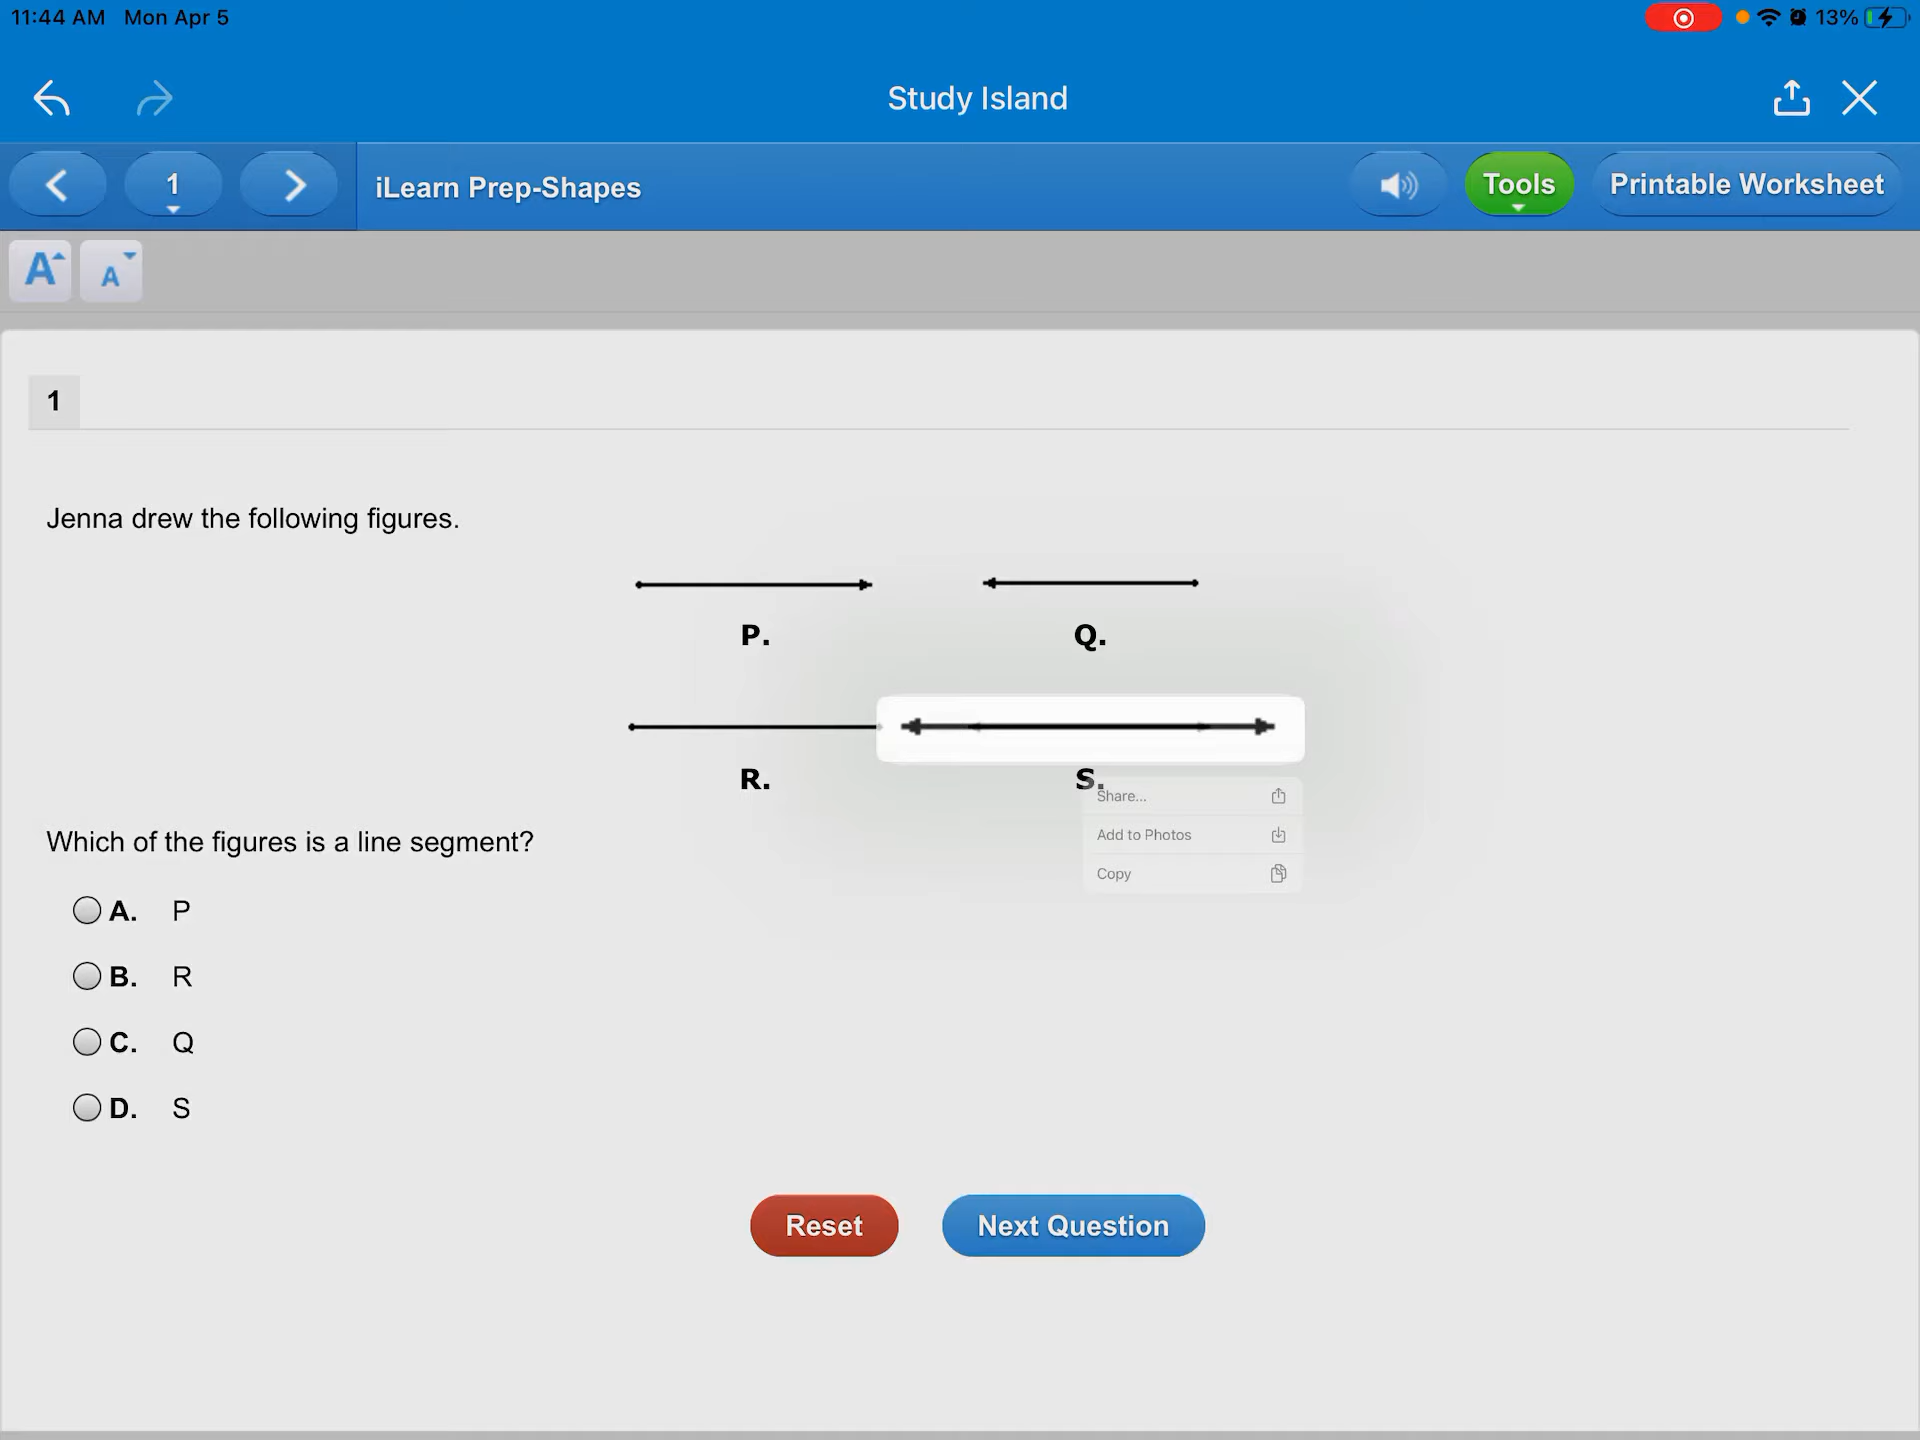 11:44 AM Mon Apr 5 13%
Study Island
1 iLearn Prep-Shapes Tools Printable Worksheet
A A
1
Jenna drew the following figures.
P. Q.
R. S.
Share...
Add to Photos
Copy
Which of the figures is a line segment?
A. P
B. R
C. Q
D. S
Reset Next Question